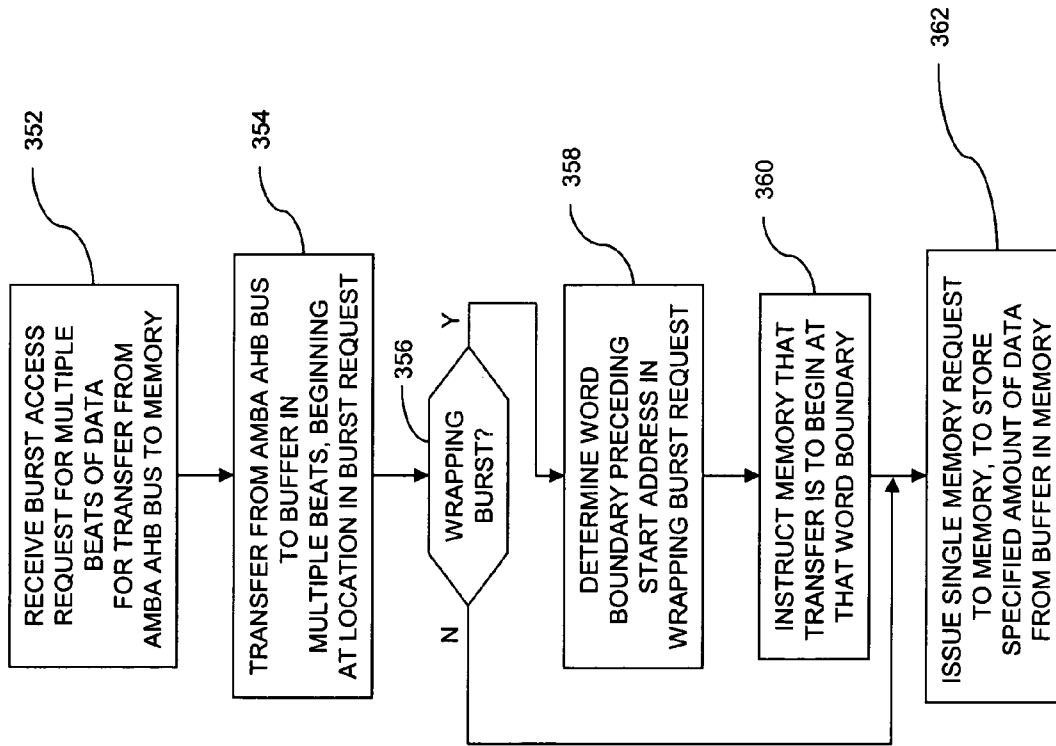 352
RECEIVE BURST ACCESS
REQUEST FOR MULTIPLE
BEATS OF DATA
FOR TRANSFER FROM
AMBA AHB BUS TO MEMORY
354
TRANSFER FROM AMBA AHB BUS
TO BUFFER IN
MULTIPLE BEATS, BEGINNING
AT LOCATION IN BURST REQUEST
356
WRAPPING
BURST?
N
Y
358
DETERMINE WORD
BOUNDARY PRECEDING
START ADDRESS IN
WRAPPING BURST REQUEST
360
INSTRUCT MEMORY THAT
TRANSFER IS TO BEGIN AT
THAT WORD BOUNDARY
362
ISSUE SINGLE MEMORY REQUEST
TO MEMORY, TO STORE
SPECIFIED AMOUNT OF DATA
FROM BUFFER IN MEMORY